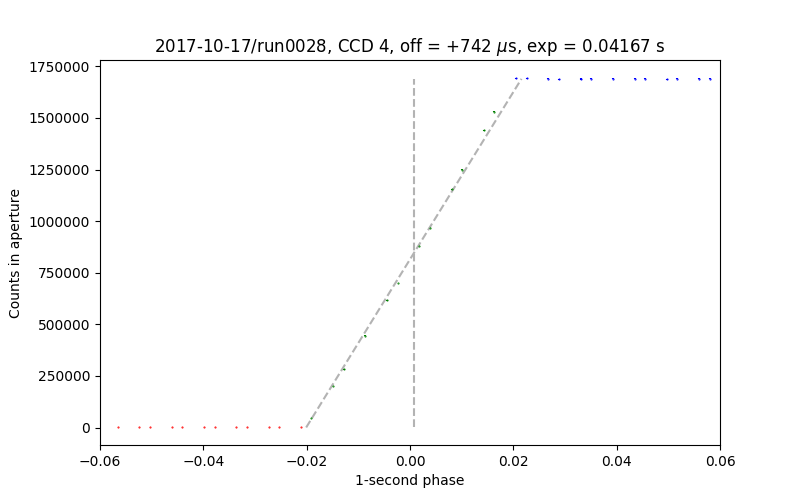 2017-10-17/run0028, CCD 4, off = +742 μs, exp = 0.04167 s
1750000
1500000
1250000
1000000
750000
500000
250000
0
Counts in aperture
−0.06 −0.04 −0.02 0.00 0.02 0.04 0.06
1-second phase